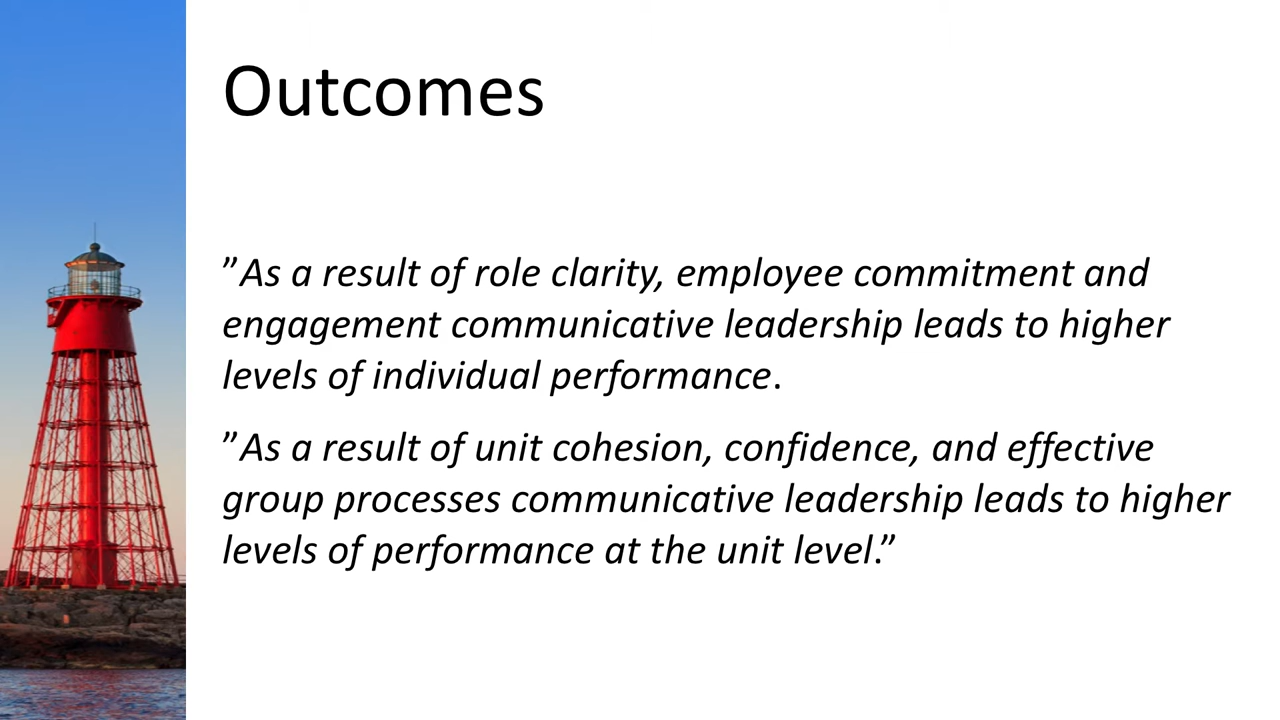 Outcomes
”As a result of role clarity, employee commitment and
engagement communicative leadership leads to higher
levels of individual performance.
”As a result of unit cohesion, confidence, and effective
group processes communicative leadership leads to higher
levels of performance at the unit level.”